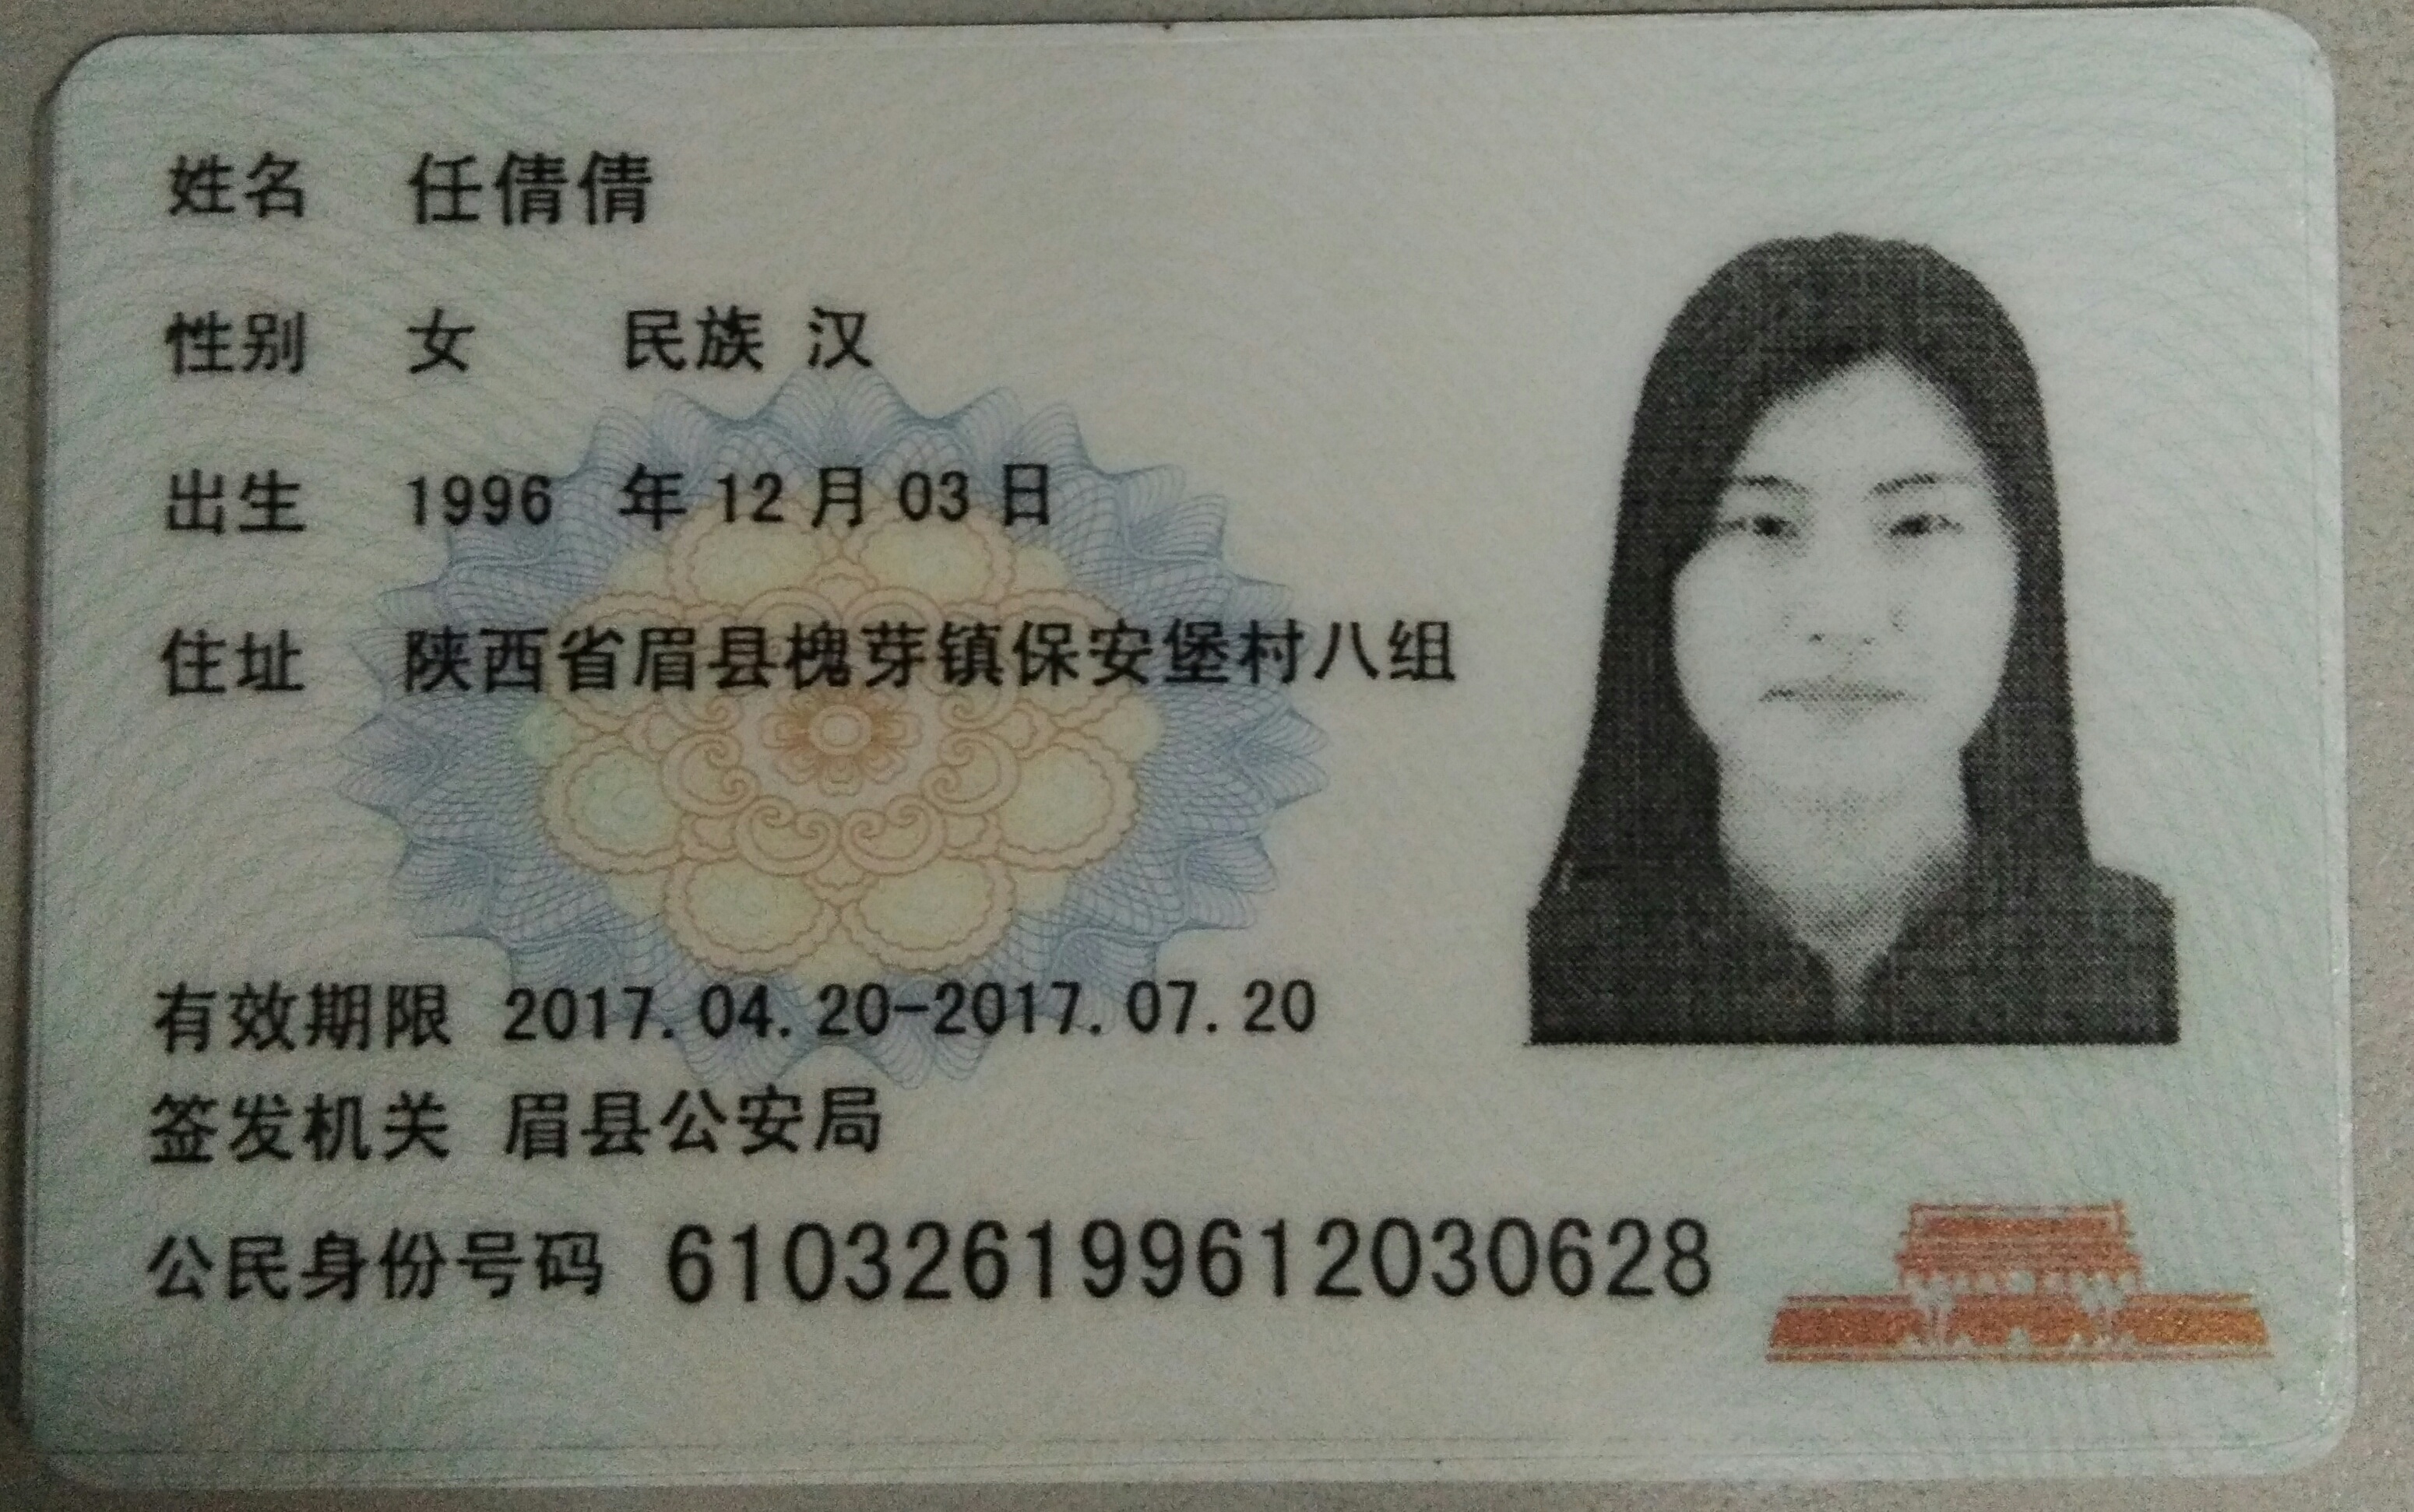 姓名 任倩倩
性别 女 民族 汉
出生 1996 年 12 月 03 日
住址 陕西省眉县槐芽镇保安堡村八组
有效期限 2017.04.20-2017.07.20
签发机关 眉县公安局
公民身份号码 610326199612030628